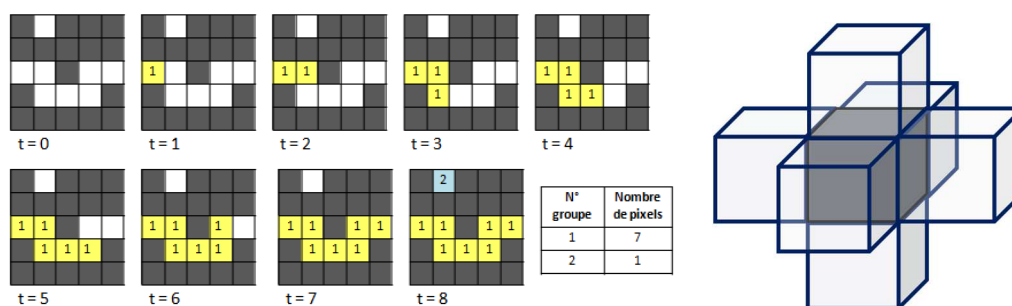 1
1 1
1 1
1
1 1
1 1
t = 0
t = 1
t = 2
t = 3
t = 4
1 1
1 1 1
1 1 1
1 1 1
1 1 1 1
1 1 1
2
1 1 1 1
1 1 1
t = 5
t = 6
t = 7
t = 8
N° groupe
Nombre de pixels
1 7
2 1